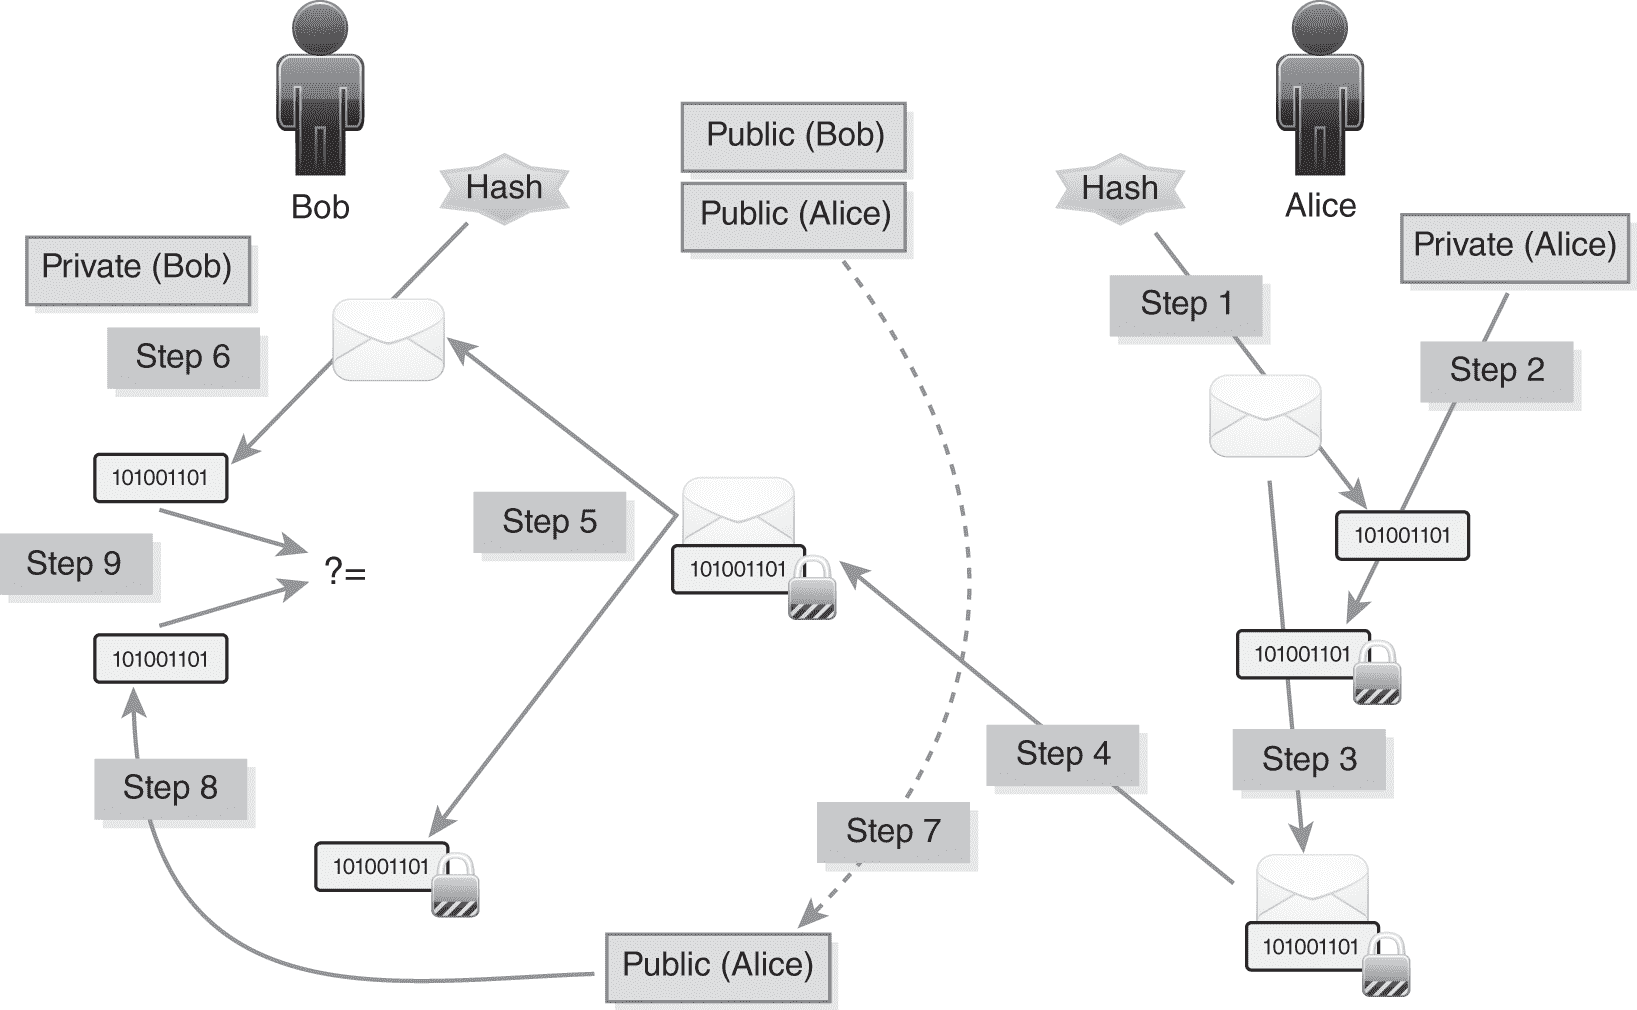 Bob
Hash
Private (Bob)
Step 6
101001101
Step 9
?=
101001101
Step 8
101001101
Step 5
Public (Bob)
Public (Alice)
101001101
Step 7
Public (Alice)
Step 4
Hash
Alice
Private (Alice)
Step 1
Step 2
101001101
101001101
Step 3
101001101